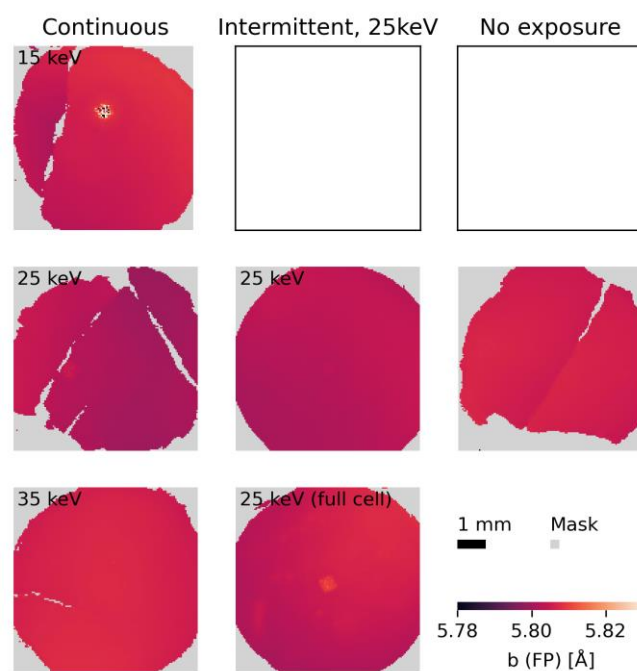 Continuous
Intermittent, 25keV
No exposure
15 keV
25 keV
25 keV
35 keV
25 keV (full cell)
1 mm
Mask
5.78
5.80
5.82
b (FP) [Å]